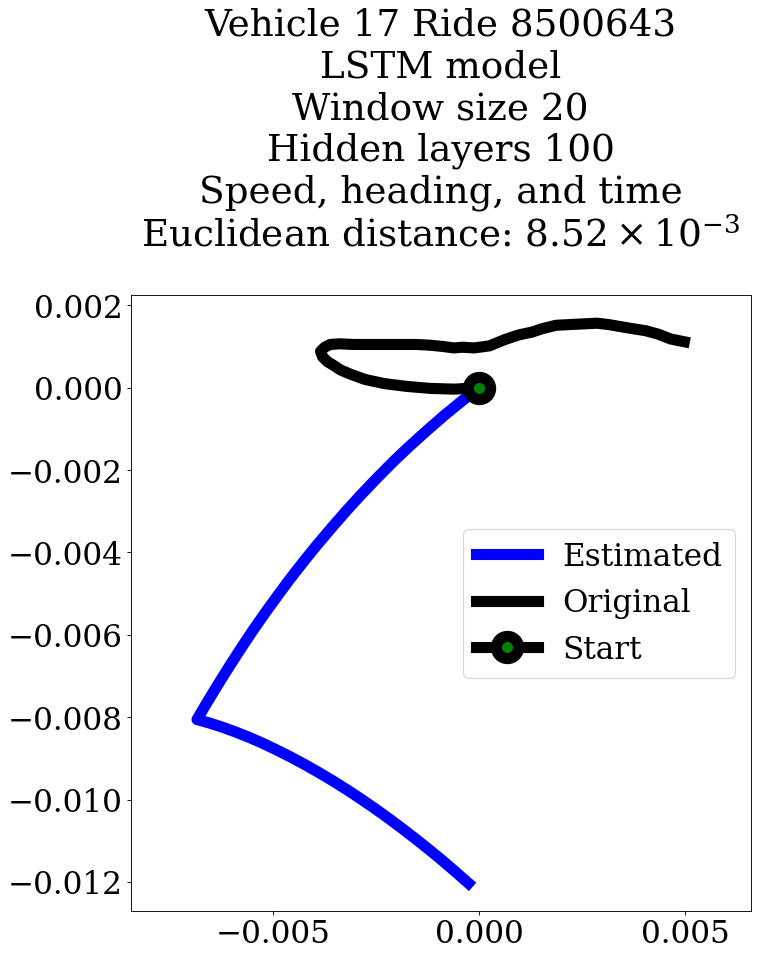 Vehicle 17 Ride 8500643
LSTM model
Window size 20
Hidden layers 100
Speed, heading, and time
Euclidean distance: 8.52 × 10⁻³
0.002
0.000
−0.002
−0.004
−0.006
−0.008
−0.010
−0.012
Estimated
Original
Start
−0.005
0.000
0.005